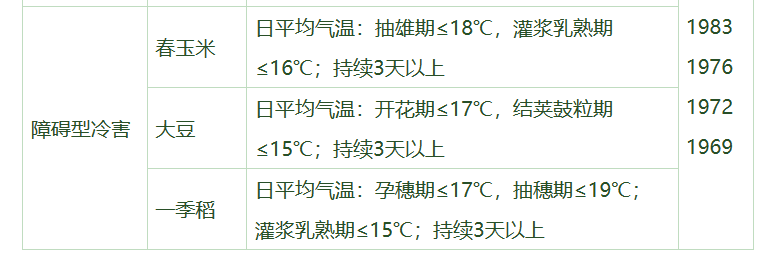 春玉米
日平均气温：抽雄期≤18℃，灌浆乳熟期
≤16℃；持续3天以上
1983
1976
1972
1969
障碍型冷害
大豆
日平均气温：开花期≤17℃，结荚鼓粒期
≤15℃；持续3天以上
一季稻
日平均气温：孕穗期≤17℃，抽穗期≤19℃；
灌浆乳熟期≤15℃；持续3天以上